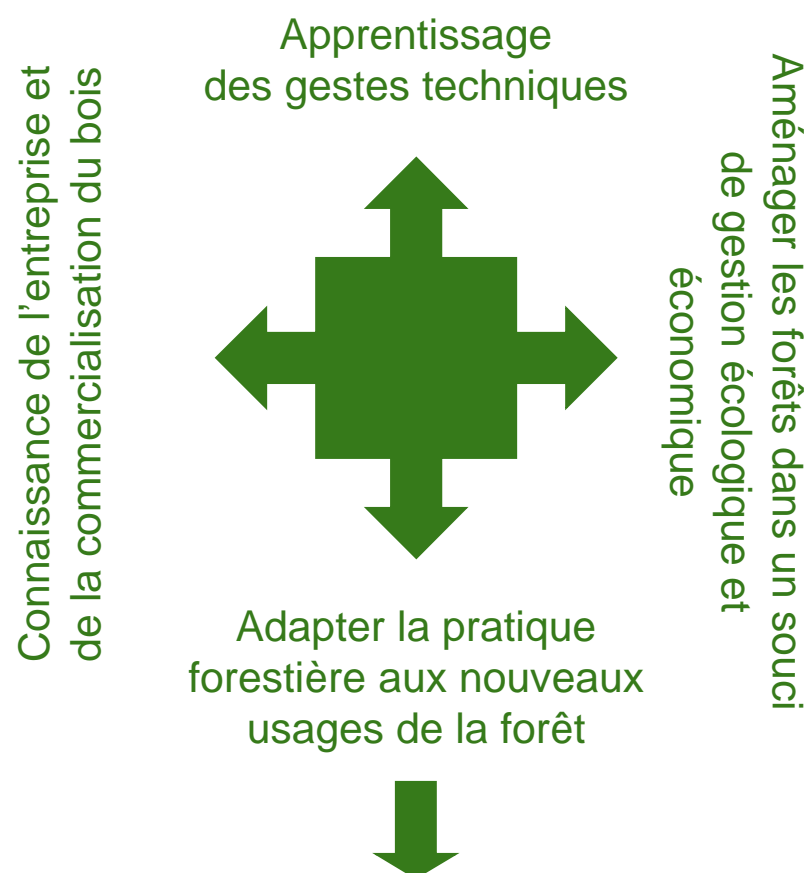 Apprentissage
des gestes techniques
Connaissance de l’entreprise et
de la commercialisation du bois
Aménager les forêts dans un souci
de gestion écologique et
économique
Adapter la pratique
forestière aux nouveaux
usages de la forêt